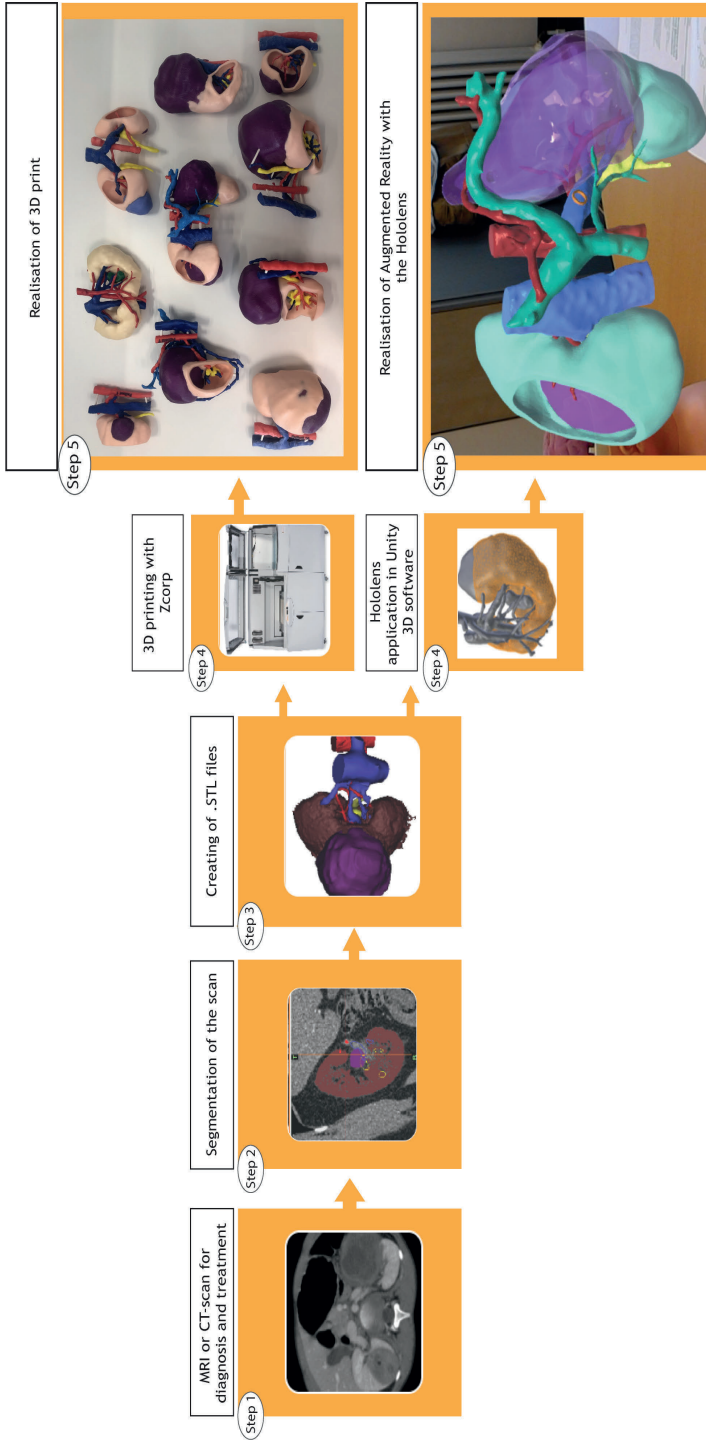 Step 1
MRI or CT-scan for
diagnosis and treatment
Step 2
Segmentation of the scan
Step 3
Creating of .STL files
Step 4
3D printing with
Zcorp
Step 5
Realisation of 3D print
Step 4
Hololens
application in Unity
3D software
Step 5
Realisation of Augmented Reality with
the Hololens